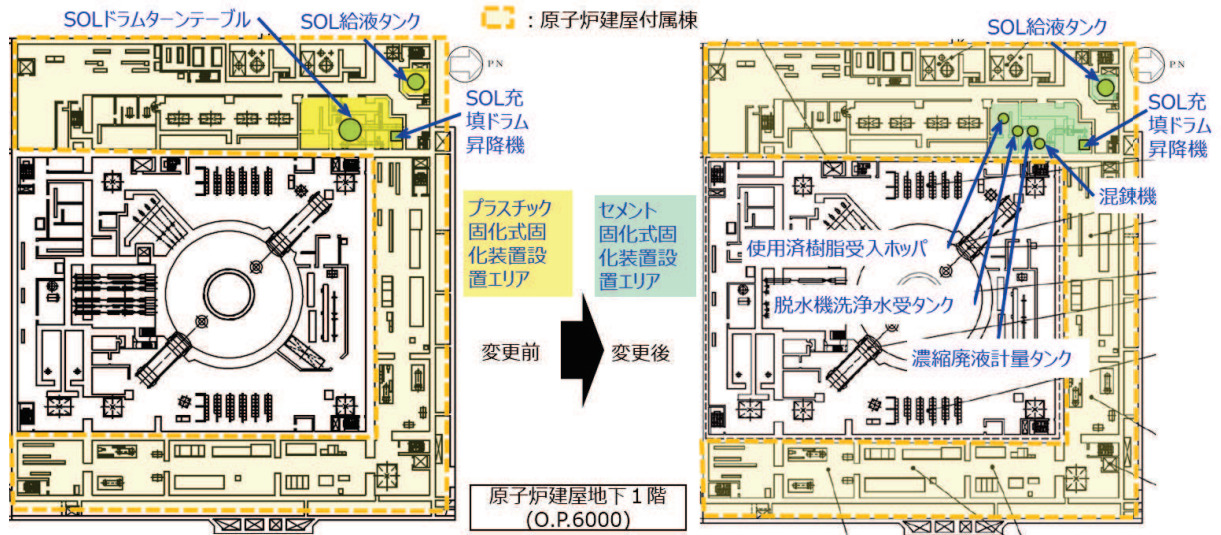 ：原子炉建屋付属棟
SOLドラムターンテーブル
SOL給液タンク
PN
SOL充
填ドラム
昇降機
プラスチック
固化式固
化装置設
置エリア
セメント
固化式固
化装置設
置エリア
変更前
変更後
原子炉建屋地下１階
(O.P.6000)
SOL給液タンク
PN
SOL充
填ドラム
昇降機
混錬機
使用済樹脂受入ホッパ
脱水機洗浄水受タンク
濃縮廃液計量タンク